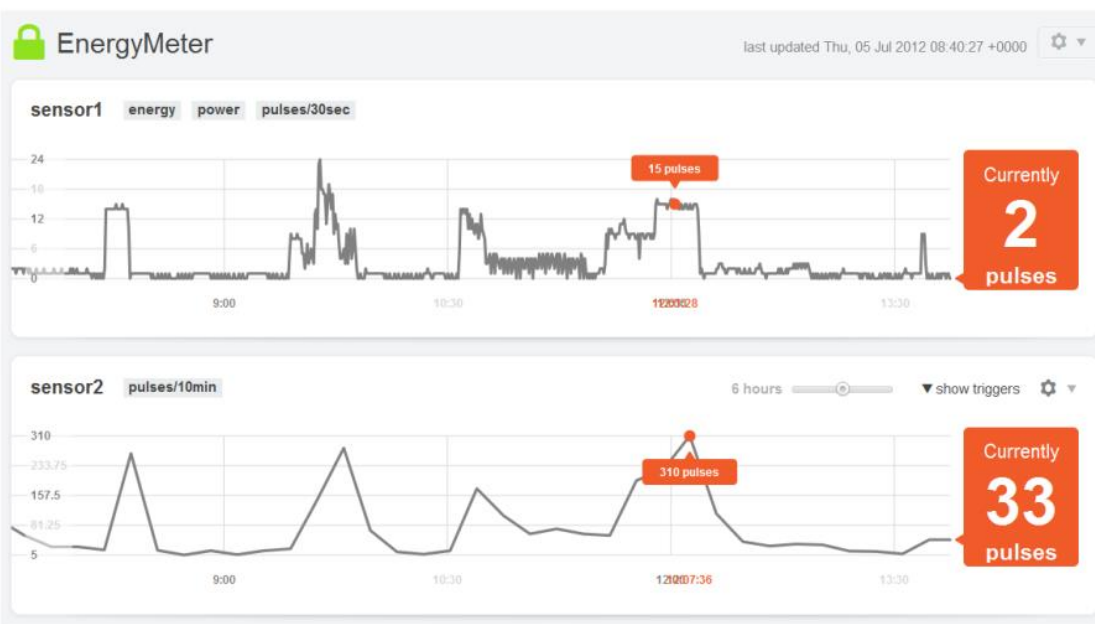 EnergyMeter
last updated Thu, 05 Jul 2012 08:40:27 +0000
sensor1 energy power pulses/30sec
24
18
12
6
0
15 pulses
Currently
2
pulses
9:00 10:30 13:30
sensor2 pulses/10min
6 hours
show triggers
310
233.75
157.5
81.25
5
310 pulses
Currently
33
pulses
9:00 10:30 13:30